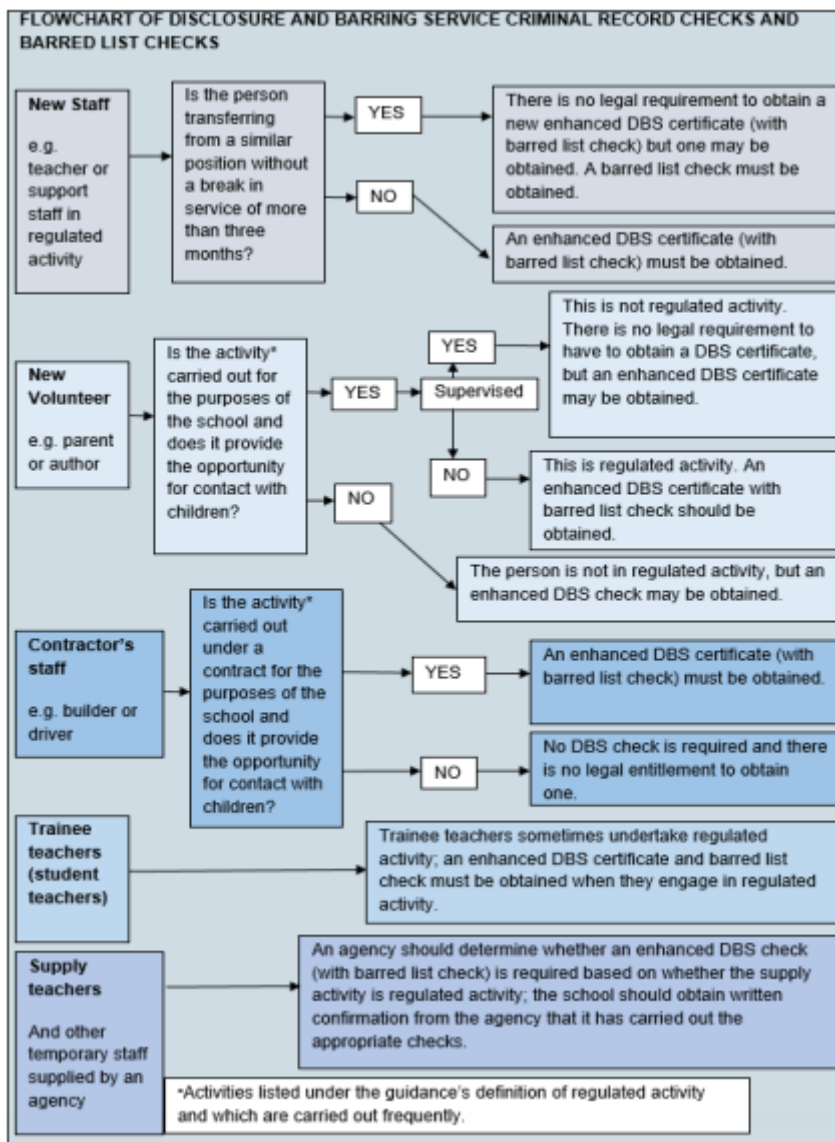 FLOWCHART OF DISCLOSURE AND BARRING SERVICE CRIMINAL RECORD CHECKS AND
BARRED LIST CHECKS
New Staff
e.g.
teacher or
support
staff in
regulated
activity
Is the person
transferring
from a similar
position without
a break in
service of more
than three
months?
YES
There is no legal requirement to obtain a
new enhanced DBS certificate (with
barred list check) but one may be
obtained. A barred list check must be
obtained.
NO
An enhanced DBS certificate (with
barred list check) must be obtained.
New
Volunteer
e.g. parent
or author
Is the activity*
carried out for
the purposes of
the school and
does it provide
the opportunity
for contact with
children?
YES
Supervised
YES
This is not regulated activity.
There is no legal requirement to
have to obtain a DBS certificate,
but an enhanced DBS certificate
may be obtained.
NO
This is regulated activity. An
enhanced DBS certificate with
barred list check should be
obtained.
NO
The person is not in regulated activity, but an
enhanced DBS check may be obtained.
Contractor's
staff
e.g. builder or
driver
Is the activity*
carried out
under a
contract for the
purposes of the
school and
does it provide
the opportunity
for contact with
children?
YES
An enhanced DBS certificate (with
barred list check) must be obtained.
NO
No DBS check is required and there
is no legal entitlement to obtain
one.
Trainee
teachers
(student
teachers)
Trainee teachers sometimes undertake regulated
activity; an enhanced DBS certificate and barred list
check must be obtained when they engage in regulated
activity.
Supply
teachers
And other
temporary staff
supplied by an
agency
An agency should determine whether an enhanced DBS check
(with barred list check) is required based on whether the supply
activity is regulated activity; the school should obtain written
confirmation from the agency that it has carried out the
appropriate checks.
*Activities listed under the guidance's definition of regulated activity
and which are carried out frequently.